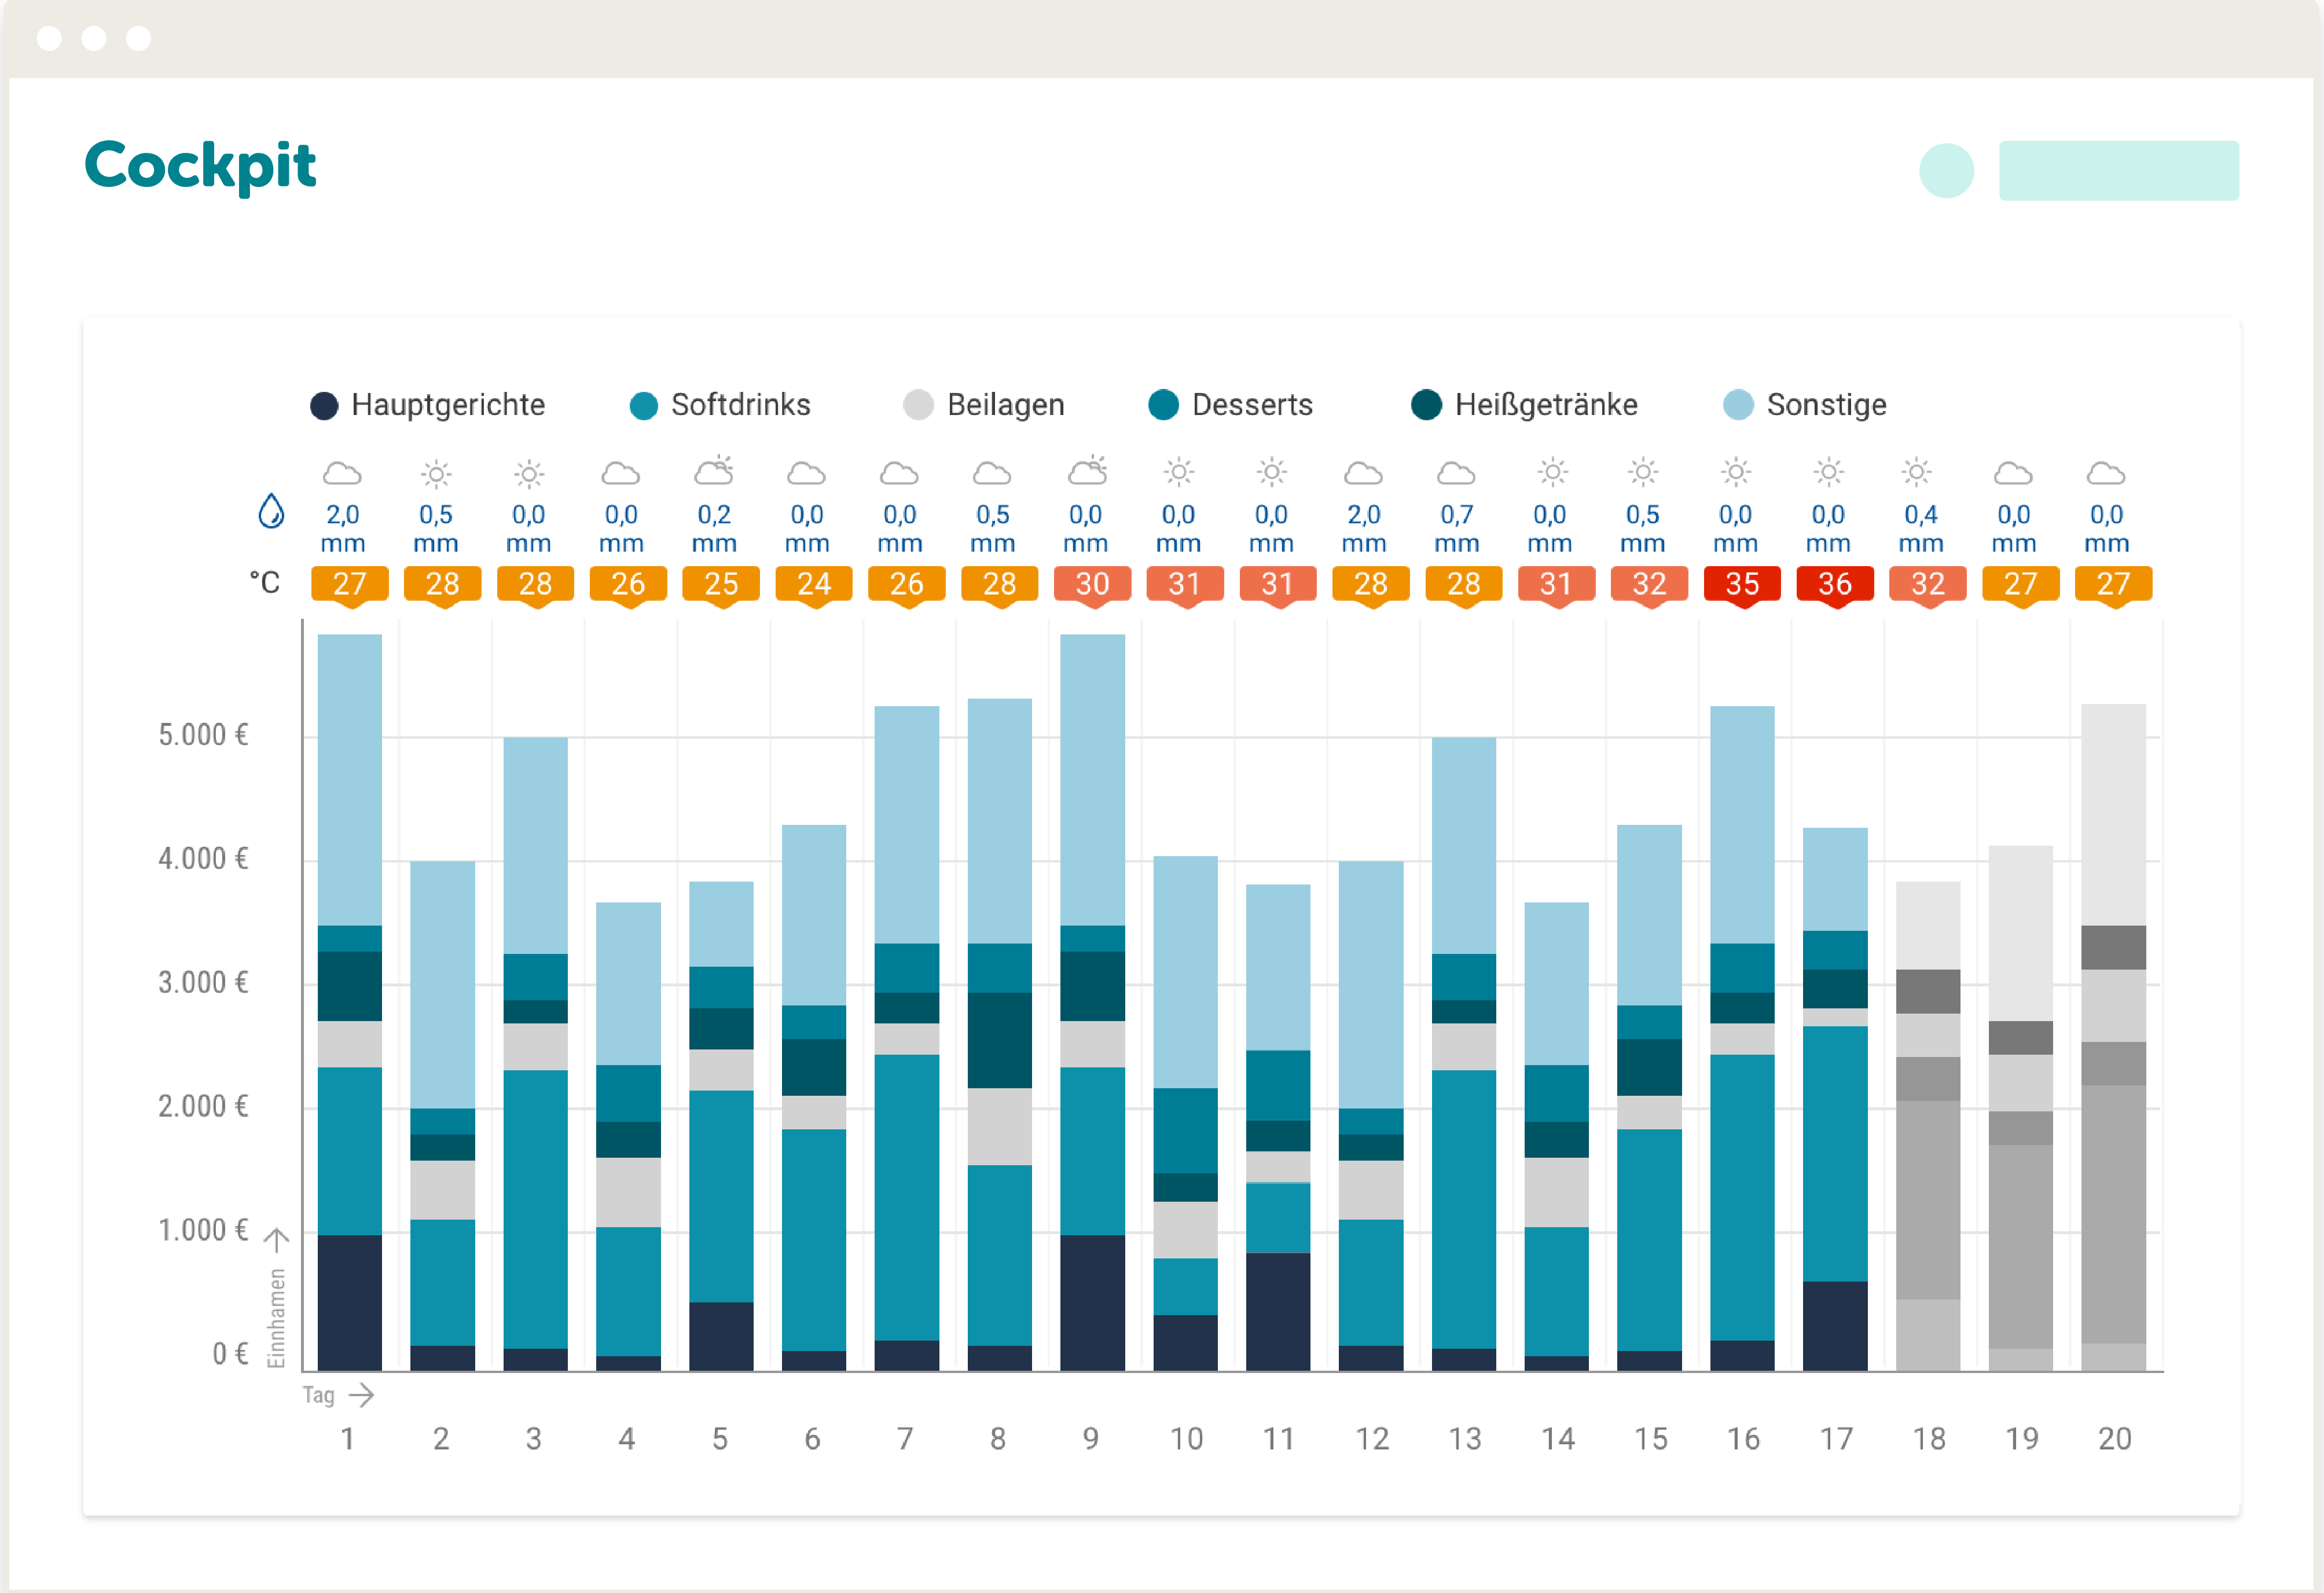 Cockpit
Hauptgerichte Softdrinks Beilagen Desserts Heißgetränke Sonstige
2,0 0,5 0,0 0,0 0,2 0,0 0,0 0,5 0,0 0,0 0,0 2,0 0,7 0,0 0,5 0,0 0,0 0,4 0,0 0,0
mm mm mm mm mm mm mm mm mm mm mm mm mm mm mm mm mm mm mm mm
°C 27 28 28 26 25 24 26 28 30 31 31 28 28 31 32 35 36 32 27 27
5.000 €
4.000 €
3.000 €
2.000 €
1.000 €
0 €
Einnhamen
Tag
1 2 3 4 5 6 7 8 9 10 11 12 13 14 15 16 17 18 19 20